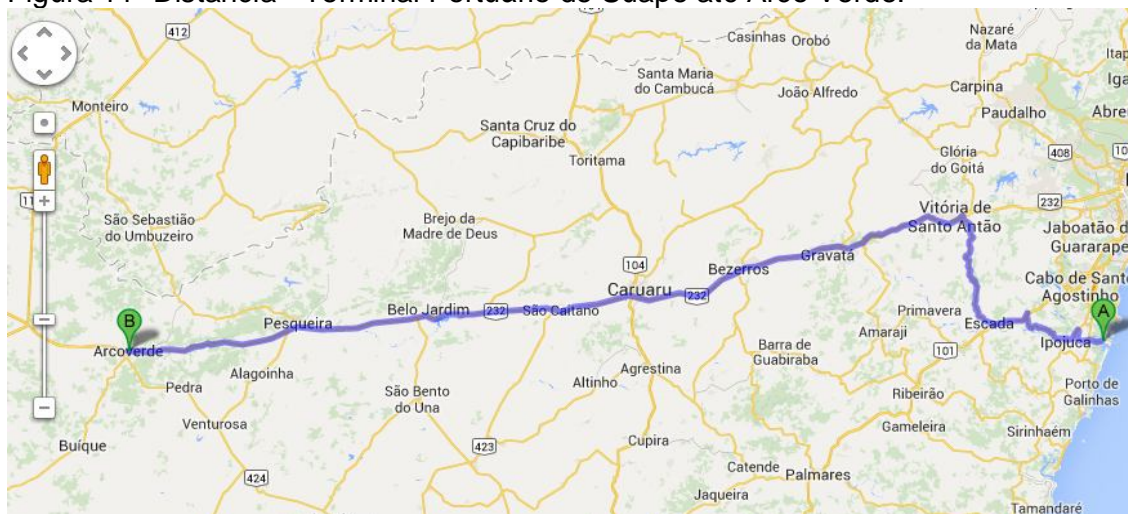 412
101
Casinhas Orobó
Nazaré
da Mata
Santa Maria
do Cambucá
João Alfredo
Carpina
Monteiro
Paudalho
Santa Cruz do
Capibaribe
Toritama
Glória
do Goitá
408
São Sebastião
do Umbuzeiro
Brejo da
Madre de Deus
Vitória de
Santo Antão
232
104
Bezerros
Gravatá
Caruaru
232
Cabo de Sant
Agostinho
Belo Jardim
232
São Caitano
Pesqueira
Primavera
Escada
A
B
Arcoverde
Amaraji
101
Ipojuca
Alagoinha
Barra de
Guabiraba
Pedra
São Bento
do Una
Altinho
Agrestina
Ribeirão
Porto de
Galinhas
Venturosa
Gameleira
Sirinhaém
Buíque
423
Cupira
424
Catende
Palmares
Jaqueira
Tamandaré